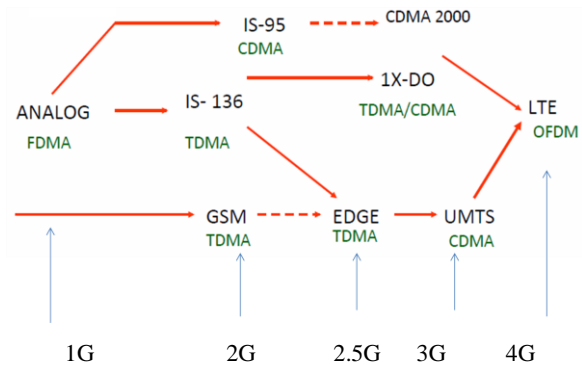 IS-95
CDMA
CDMA 2000
ANALOG
FDMA
IS- 136
TDMA
1X-DO
TDMA/CDMA
LTE
OFDM
GSM
TDMA
EDGE
TDMA
UMTS
CDMA
1G
2G
2.5G
3G
4G